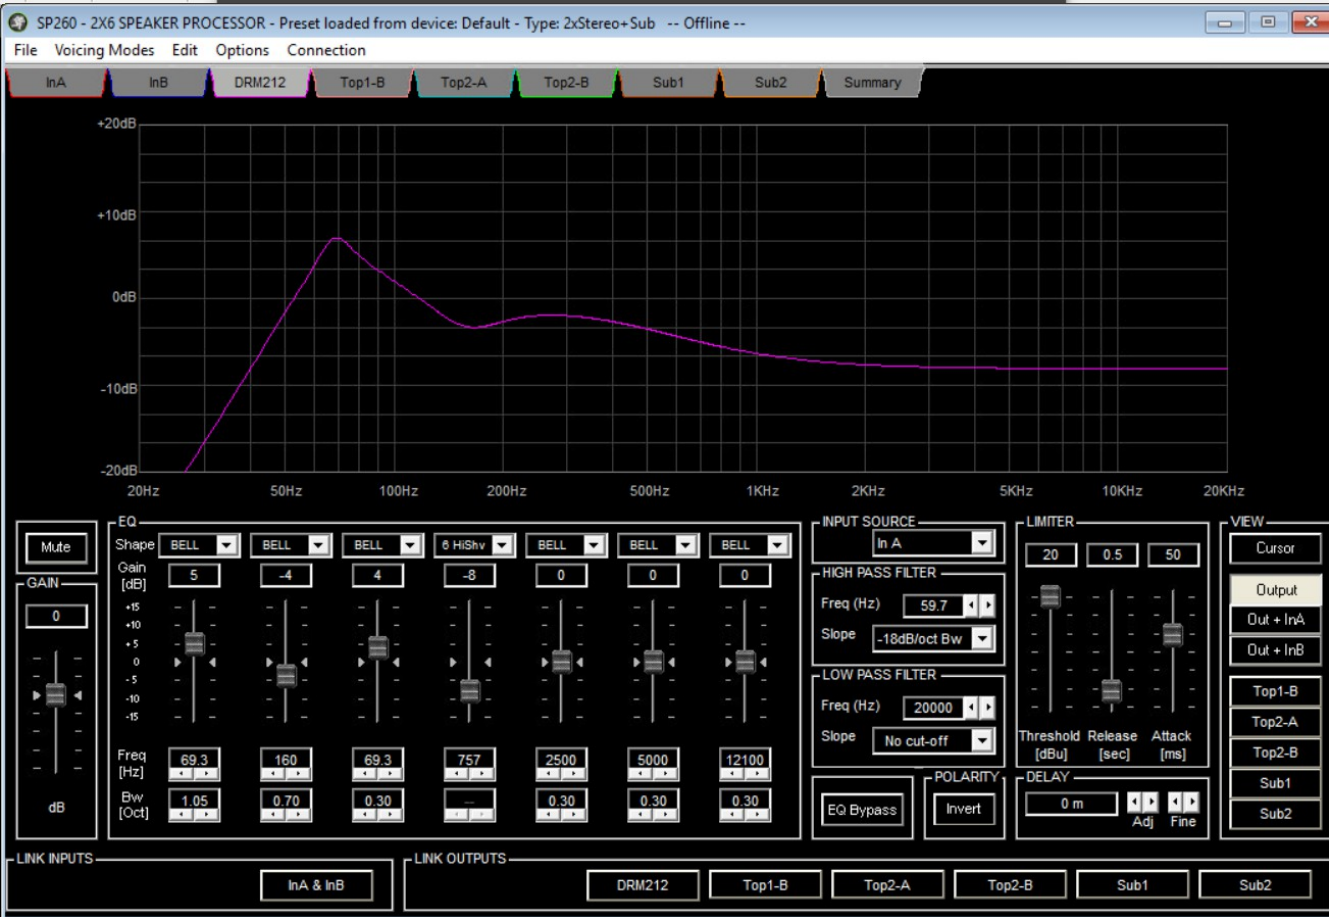 SP260 - 2X6 SPEAKER PROCESSOR - Preset loaded from device: Default - Type: 2xStereo+Sub -- Offline --
File Voicing Modes Edit Options Connection
InA InB DRM212 Top1-B Top2-A Top2-B Sub1 Sub2 Summary
+20dB
+10dB
0dB
-10dB
-20dB
20Hz 50Hz 100Hz 200Hz 500Hz 1KHz 2KHz 5KHz 10KHz 20KHz
Mute
GAIN
0
dB
EQ
Shape BELL BELL BELL 6 HiShv BELL BELL BELL
Gain [dB] 5 -4 4 -8 0 0 0
+15
+10
+5
0
-5
-10
-15
Freq [Hz] 69.3 160 69.3 757 2500 5000 12100
Bw [Oct] 1.05 0.70 0.30 --- 0.30 0.30 0.30
INPUT SOURCE
In A
HIGH PASS FILTER
Freq (Hz) 59.7
Slope -18dB/oct Bw
LOW PASS FILTER
Freq (Hz) 20000
Slope No cut-off
EQ Bypass
POLARITY
Invert
LIMITER
20 0.5 50
Threshold [dBu] Release [sec] Attack [ms]
DELAY
0 m
Adj Fine
VIEW
Cursor
Output
Out + InA
Out + InB
Top1-B
Top2-A
Top2-B
Sub1
Sub2
LINK INPUTS
InA & InB
LINK OUTPUTS
DRM212 Top1-B Top2-A Top2-B Sub1 Sub2